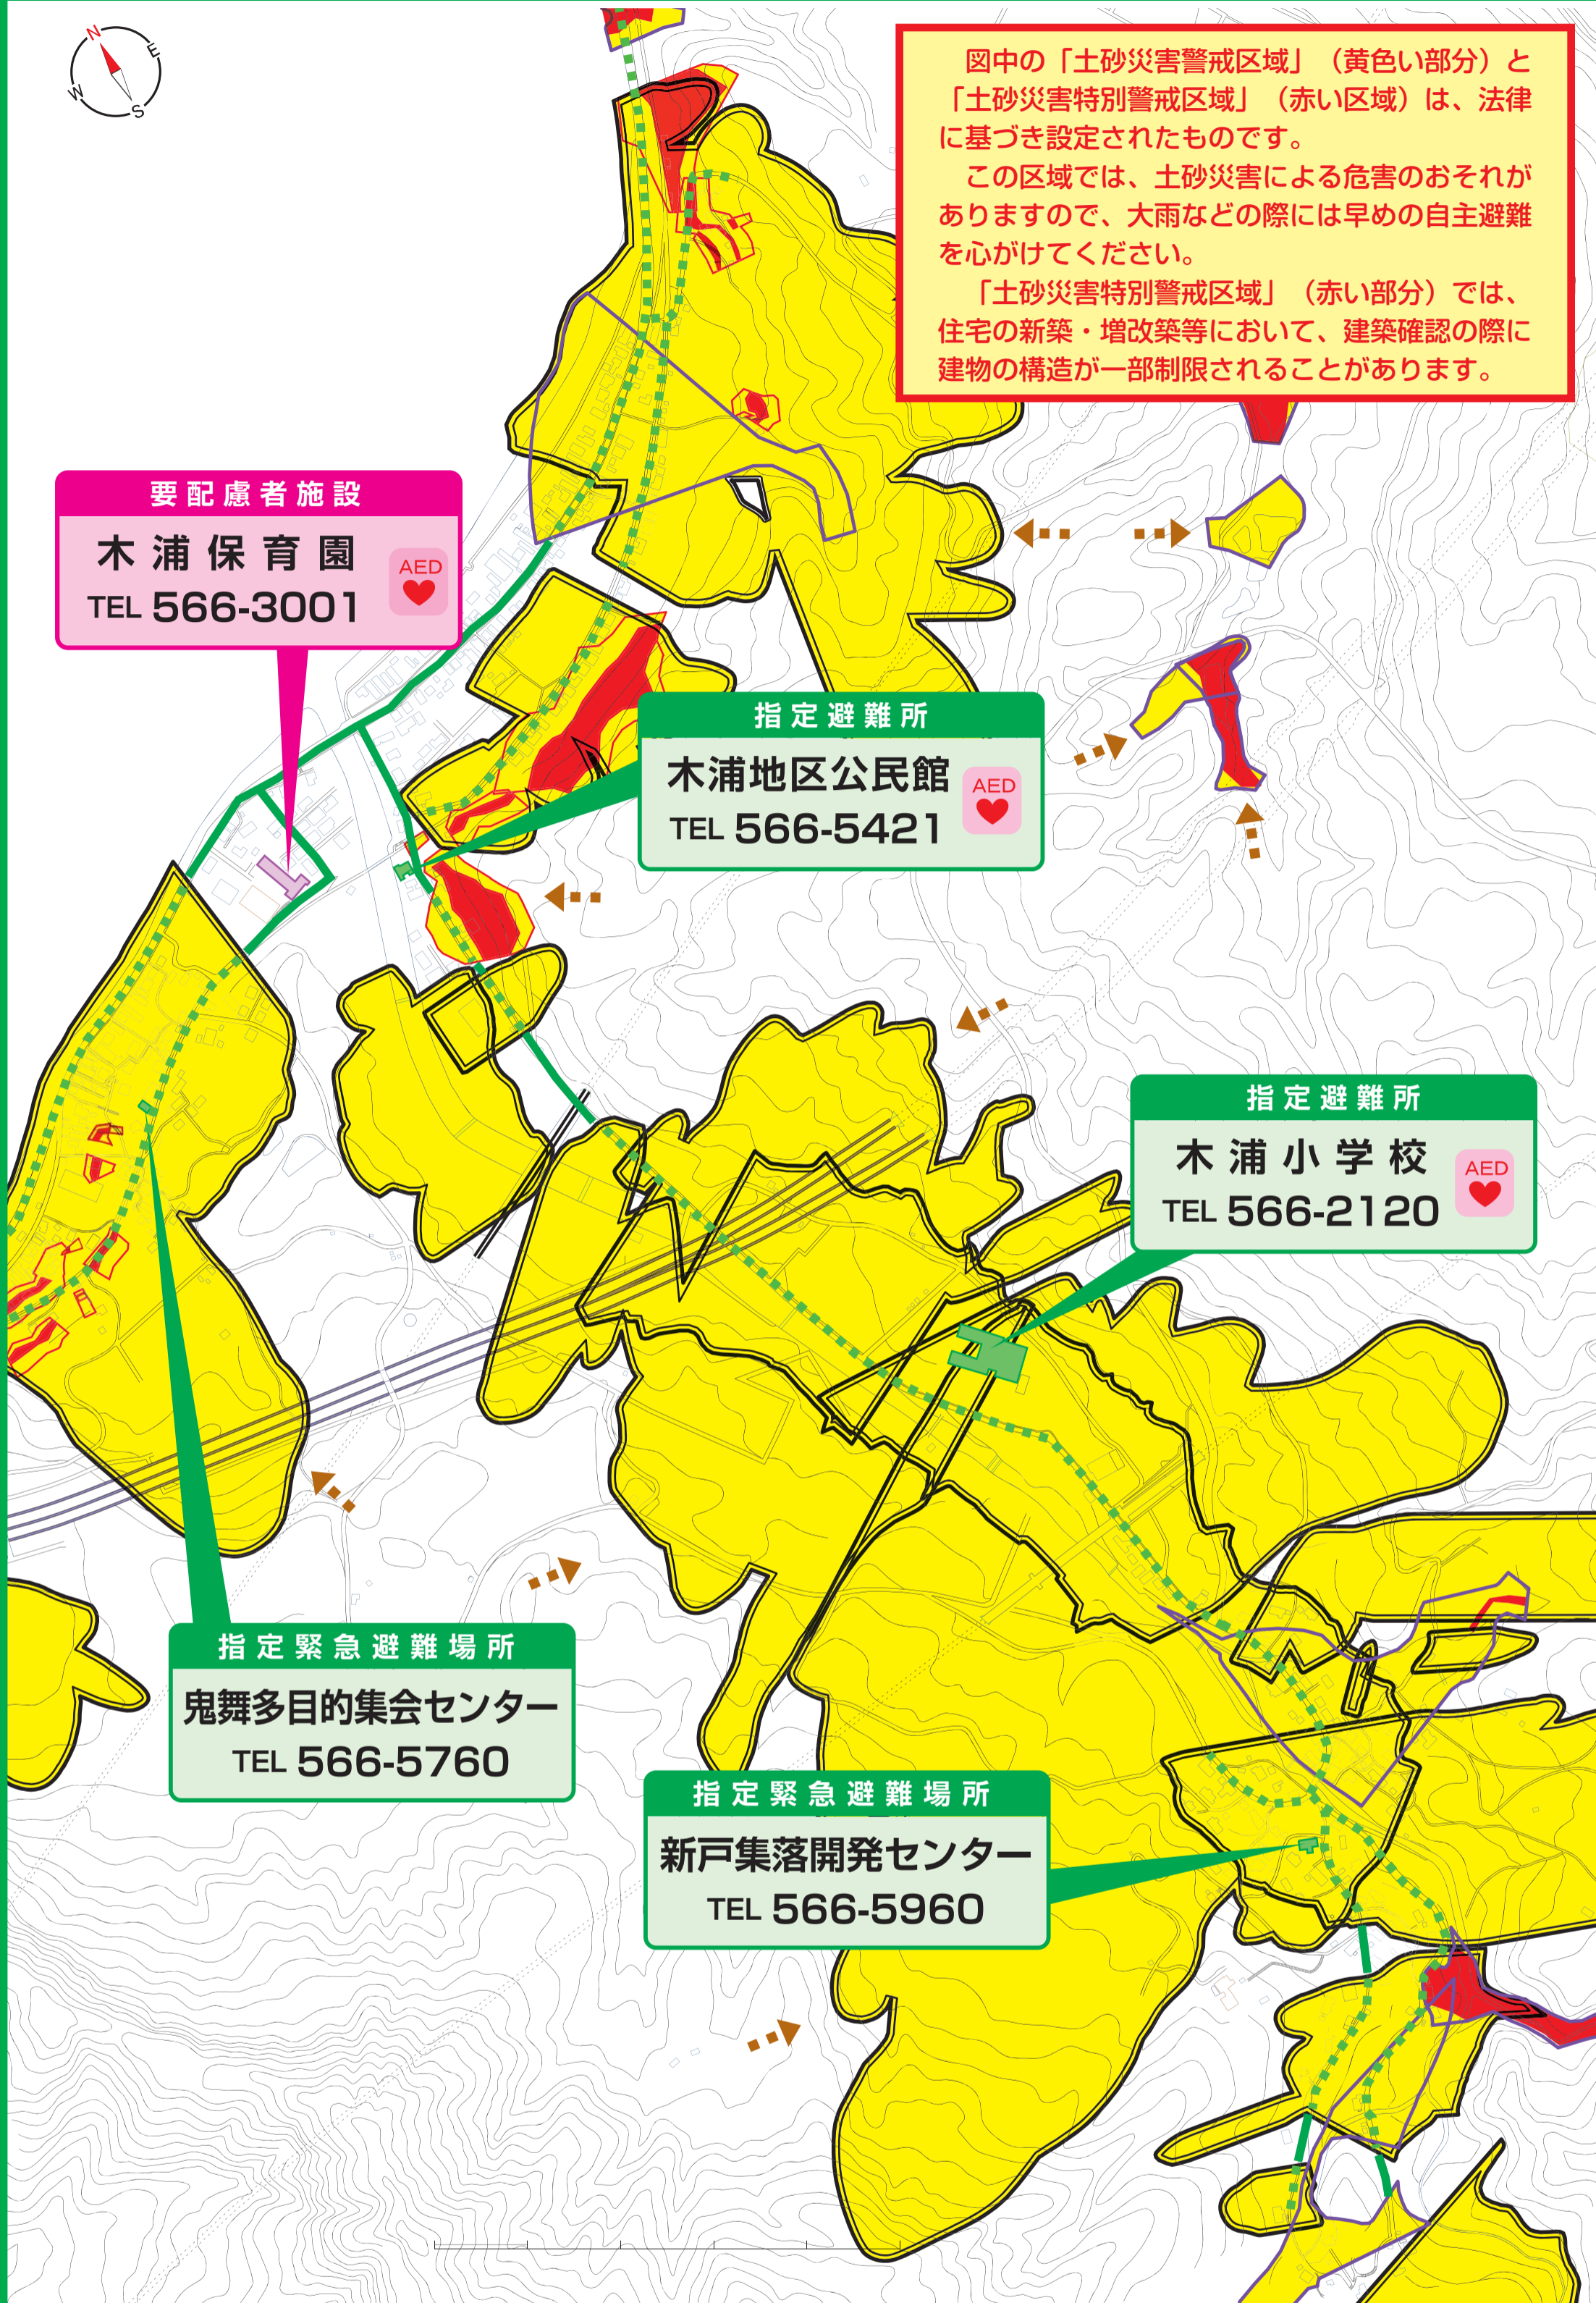 N
E
W
S
図中の「土砂災害警戒区域」（黄色い部分）と
「土砂災害特別警戒区域」（赤い区域）は、法律
に基づき設定されたものです。
この区域では、土砂災害による危害のおそれが
ありますので、大雨などの際には早めの自主避難
を心がけてください。
「土砂災害特別警戒区域」（赤い部分）では、
住宅の新築・増改築等において、建築確認の際に
建物の構造が一部制限されることがあります。
要配慮者施設
木浦保育園
TEL 566-3001
AED
指定避難所
木浦地区公民館
TEL 566-5421
AED
指定避難所
木浦小学校
TEL 566-2120
AED
指定緊急避難場所
鬼舞多目的集会センター
TEL 566-5760
指定緊急避難場所
新戸集落開発センター
TEL 566-5960